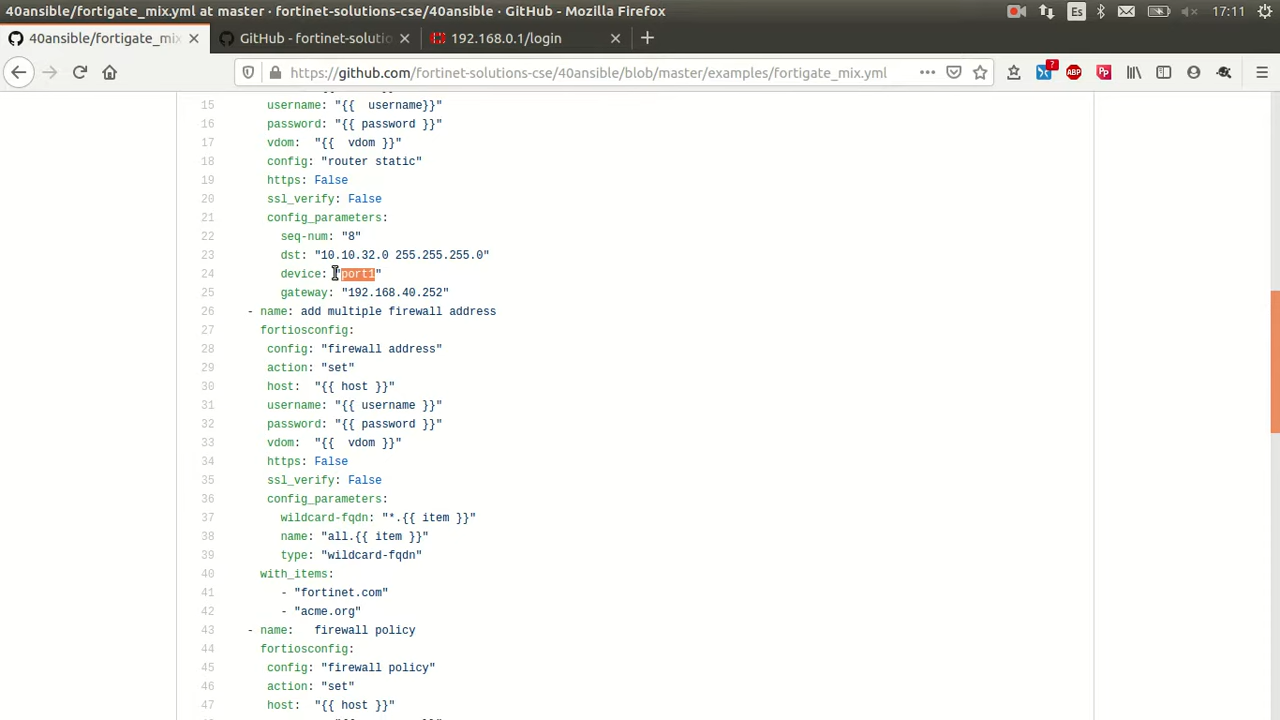 40ansible/fortigate_mix.yml at master · fortinet-solutions-cse/40ansible · GitHub - Mozilla Firefox
Es
17:11
40ansible/fortigate_mix
GitHub - fortinet-soluti
192.168.0.1/login
https://github.com/fortinet-solutions-cse/40ansible/blob/master/examples/fortigate_mix.yml
?
ABP
15 username: "{{  username}}"
16 password: "{{ password }}"
17 vdom:  "{{  vdom }}"
18 config: "router static"
19 https: False
20 ssl_verify: False
21 config_parameters:
22 seq-num: "8"
23 dst: "10.10.32.0 255.255.255.0"
24 device: "port1"
25 gateway: "192.168.40.252"
26 - name: add multiple firewall address
27 fortiosconfig:
28 config: "firewall address"
29 action: "set"
30 host:  "{{ host }}"
31 username: "{{ username }}"
32 password: "{{ password }}"
33 vdom:  "{{  vdom }}"
34 https: False
35 ssl_verify: False
36 config_parameters:
37 wildcard-fqdn: "*.{{ item }}"
38 name: "all.{{ item }}"
39 type: "wildcard-fqdn"
40 with_items:
41 - "fortinet.com"
42 - "acme.org"
43 - name:   firewall policy
44 fortiosconfig:
45 config: "firewall policy"
46 action: "set"
47 host:  "{{ host }}"